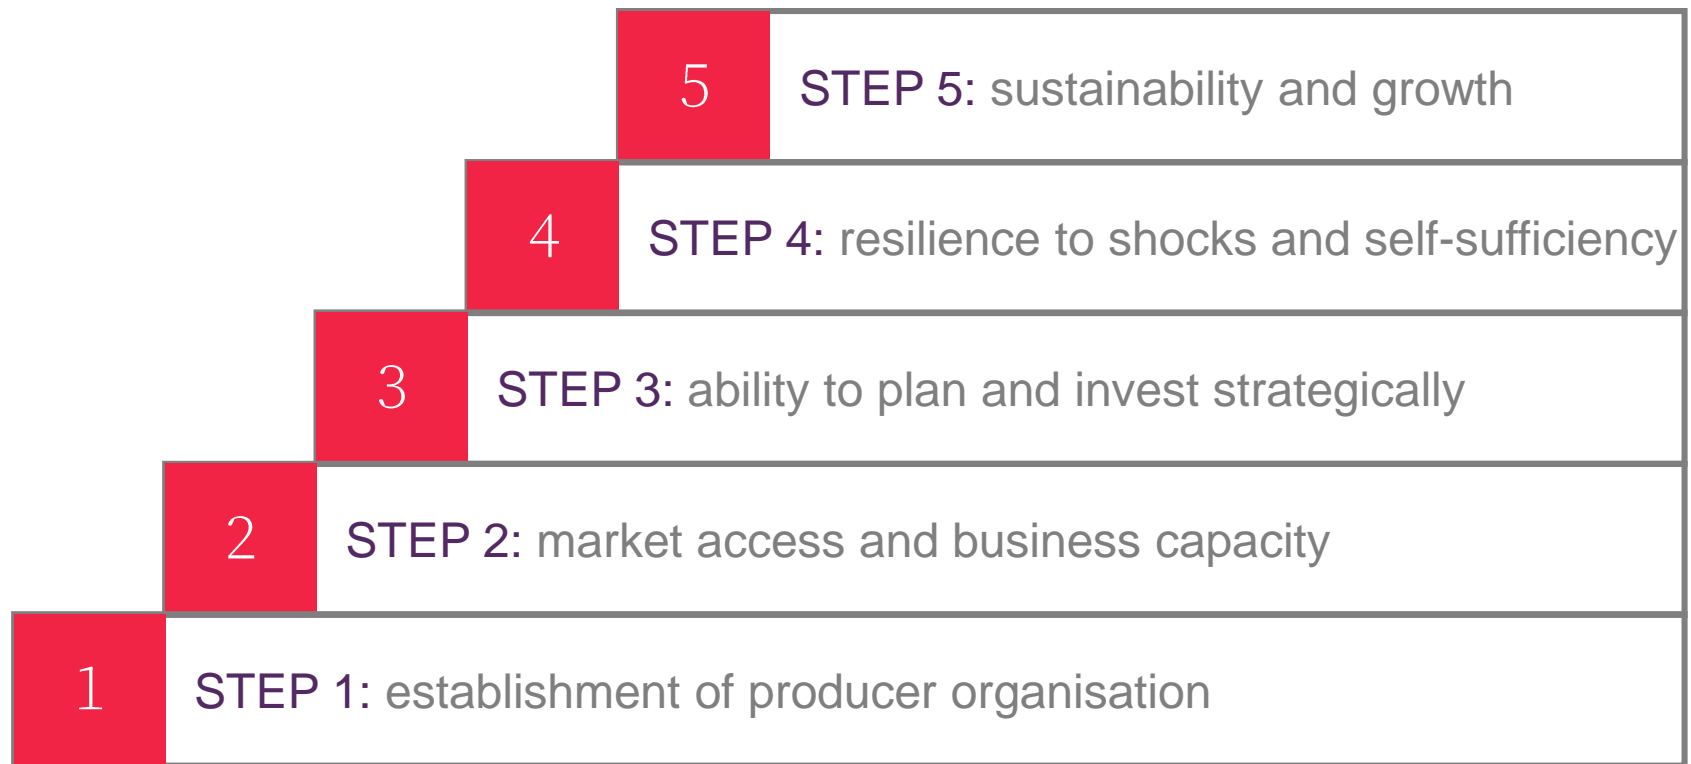 5
STEP 5: sustainability and growth
4
STEP 4: resilience to shocks and self-sufficiency
3
STEP 3: ability to plan and invest strategically
2
STEP 2: market access and business capacity
1
STEP 1: establishment of producer organisation